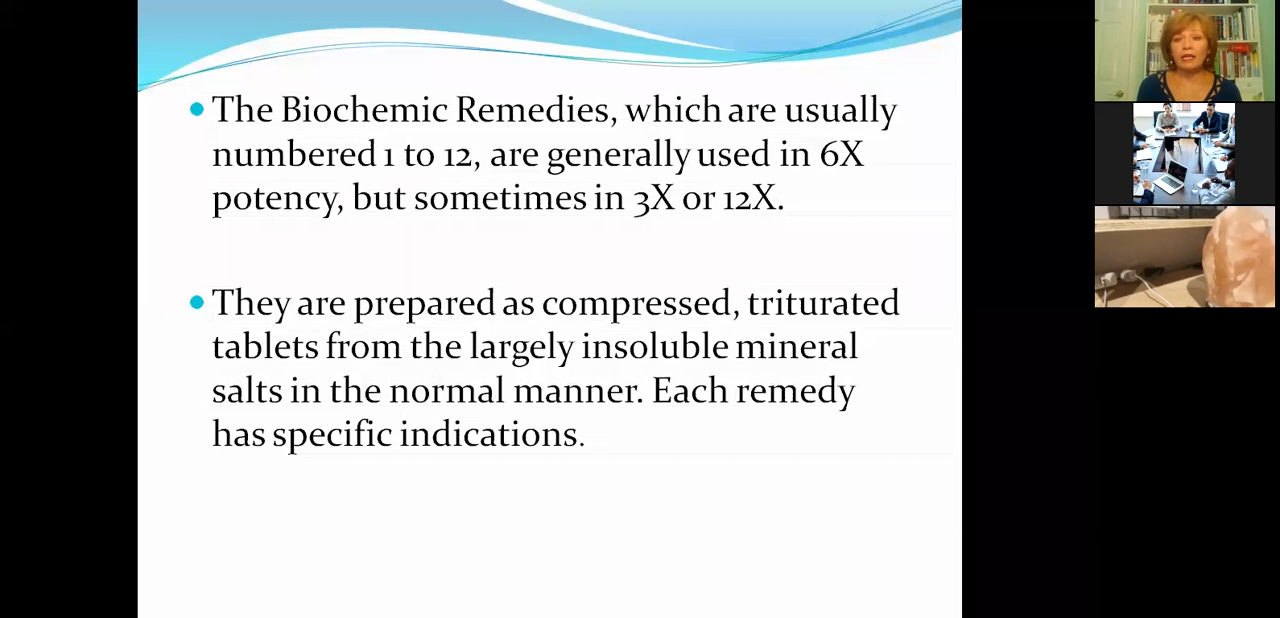 The Biochemic Remedies, which are usually
numbered 1 to 12, are generally used in 6X
potency, but sometimes in 3X or 12X.
They are prepared as compressed, triturated
tablets from the largely insoluble mineral
salts in the normal manner. Each remedy
has specific indications.